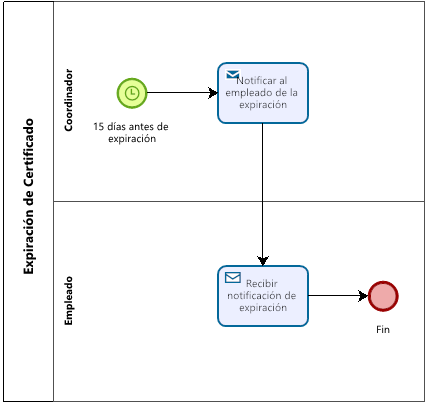 Expiración de Certificado
Coordinador
15 días antes de
expiración
Notificar al
empleado de la
expiración
Empleado
Recibir
notificación de
expiración
Fin